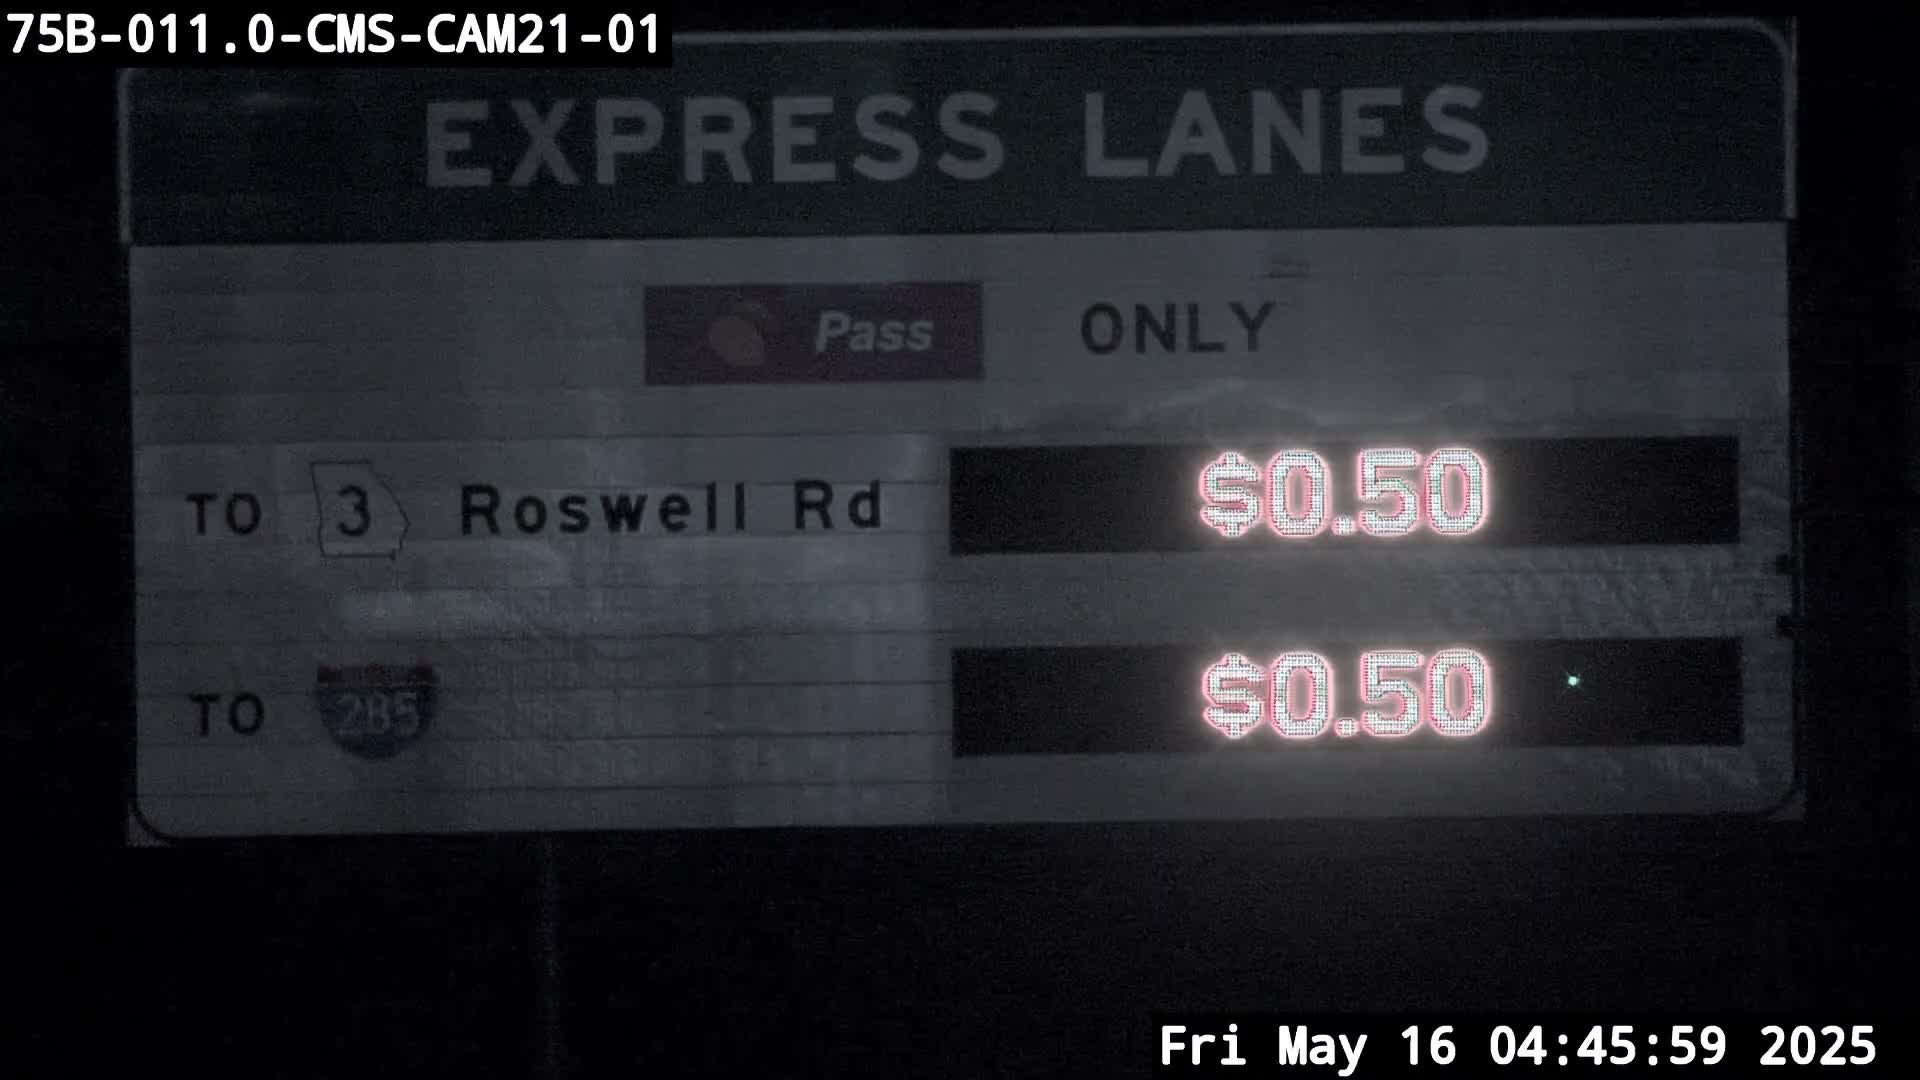 75B-011.0-CMS-CAM21-01
EXPRESS LANES
Pass ONLY
TO 3 Roswell Rd $0.50
TO 285 $0.50
Fri May 16 04:45:59 2025